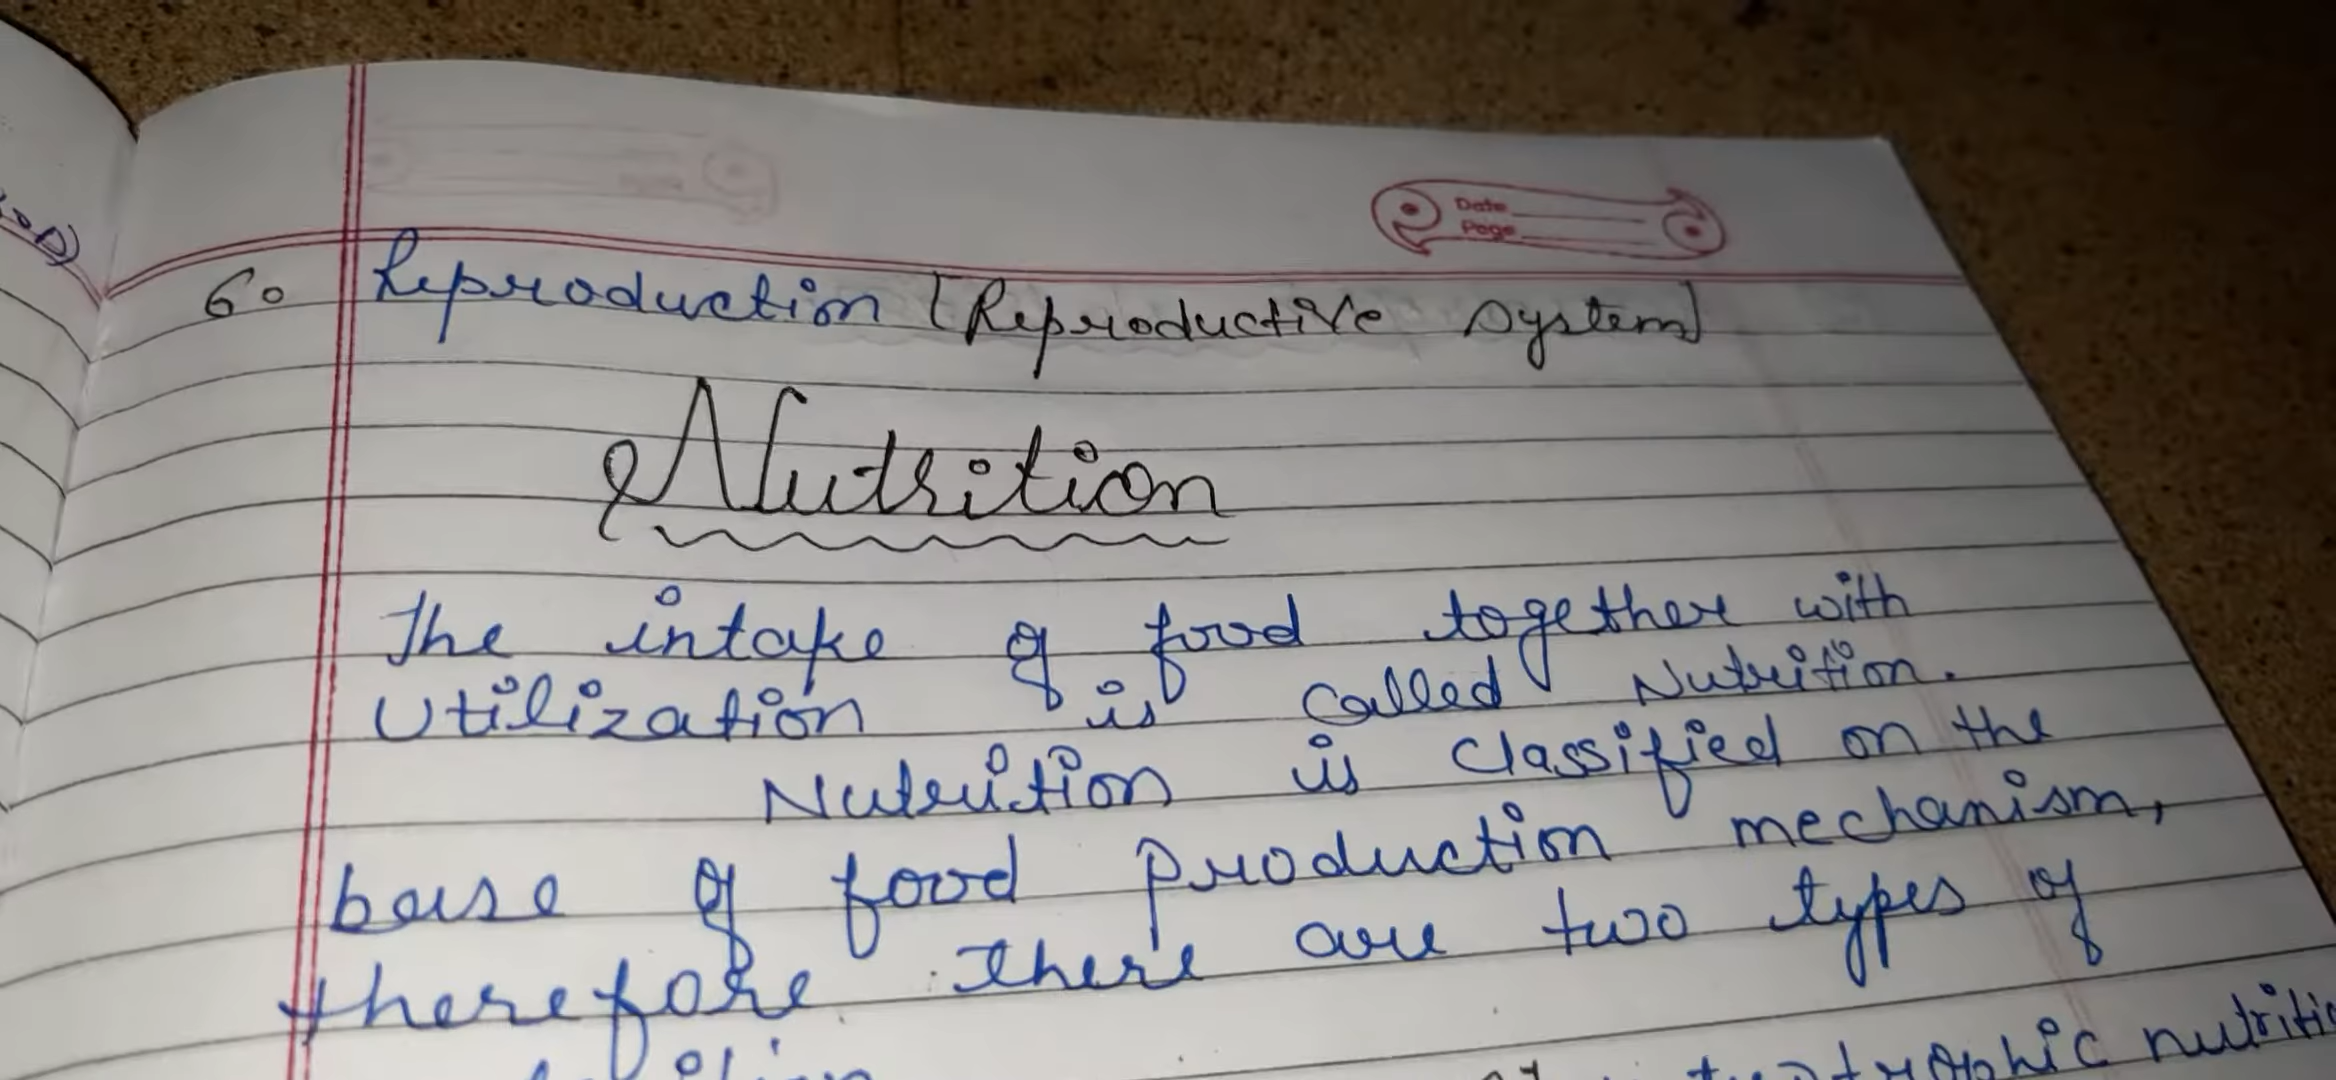 Date
Page
6. Reproduction [Reproductive system]
Nutrition
The intake of food together with
Utilization is called Nutrition.
Nutrition is classified on the
base of food production mechanism,
therefore there are two types of